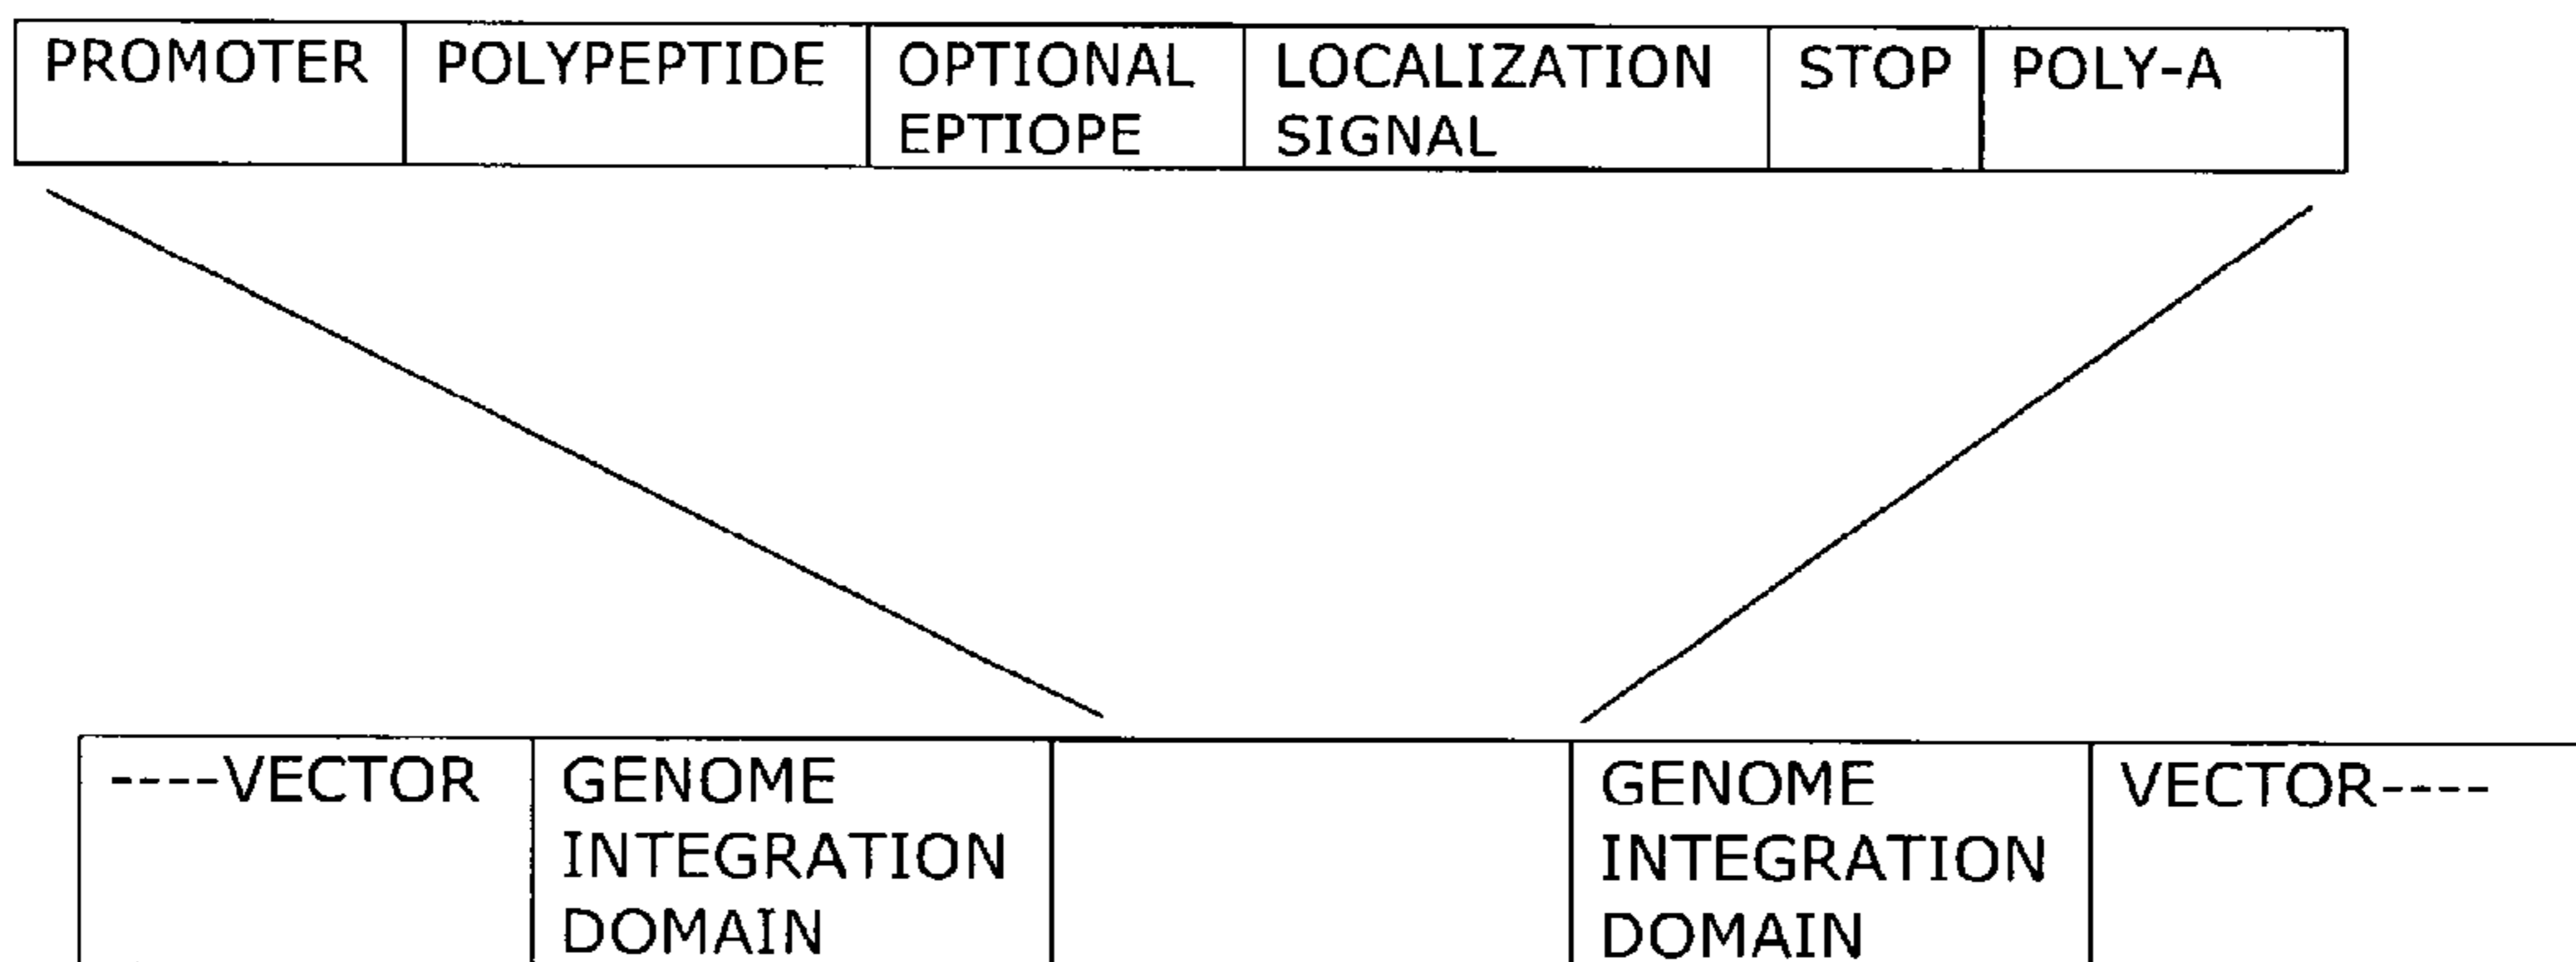 PROMOTER POLYPEPTIDE OPTIONAL LOCALIZATION STOP POLY-A
EPTIOPE SIGNAL
----VECTOR GENOME GENOME VECTOR----
INTEGRATION INTEGRATION
DOMAIN DOMAIN